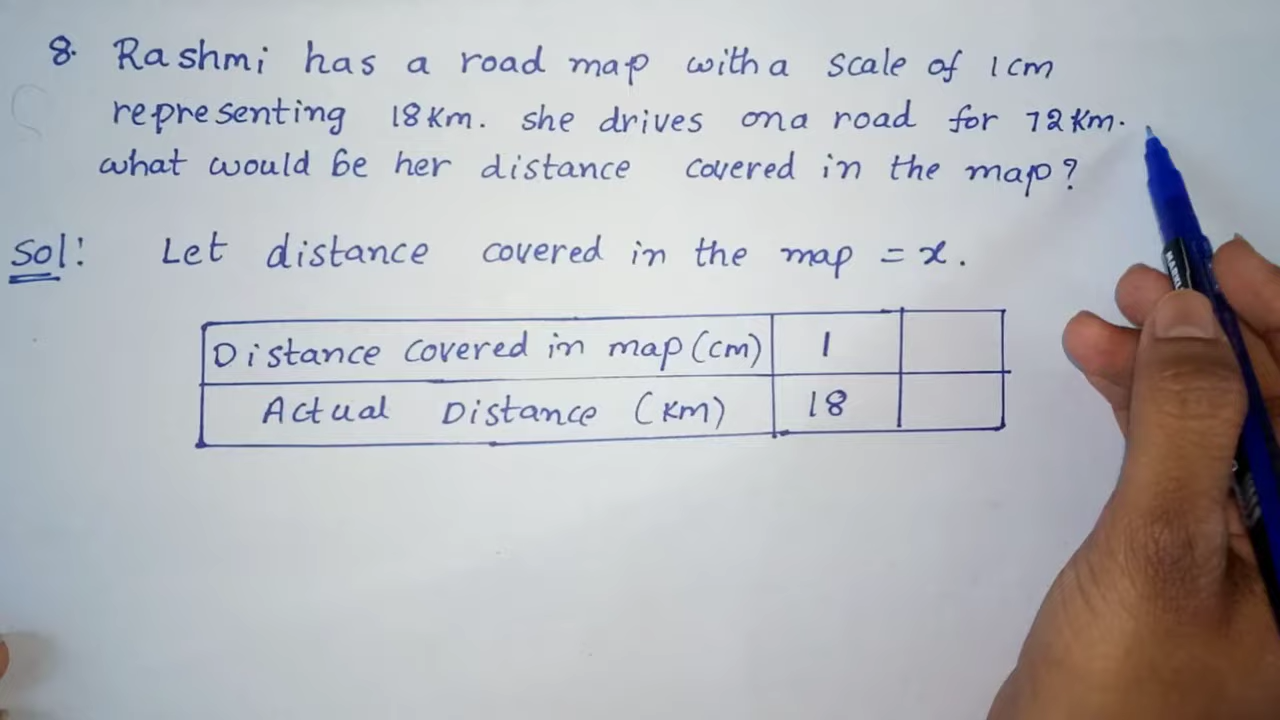 8. Rashmi has a road map with a scale of 1cm
representing 18Km. she drives on a road for 72Km.
what would be her distance covered in the map?
Sol: Let distance covered in the map = x.
Distance covered in map (cm) 1
Actual Distance (Km) 18